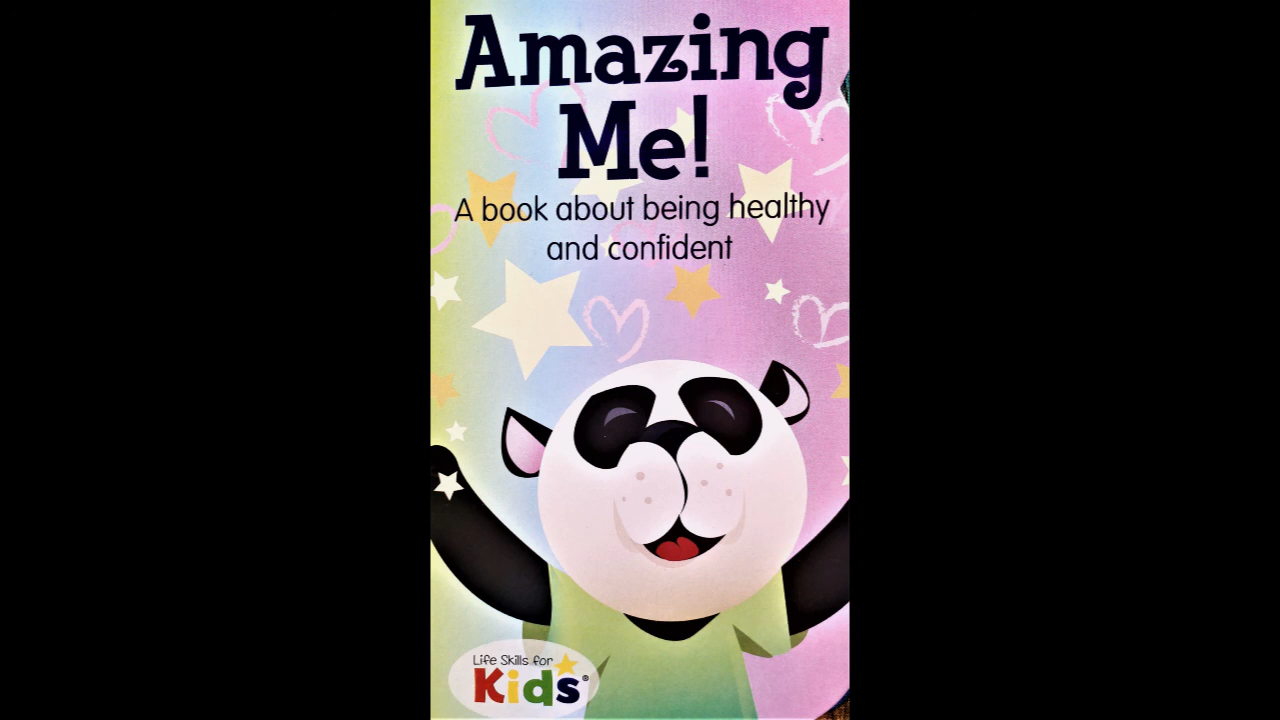 Amazing
Me!
A book about being healthy
and confident
Life Skills for
Kids®